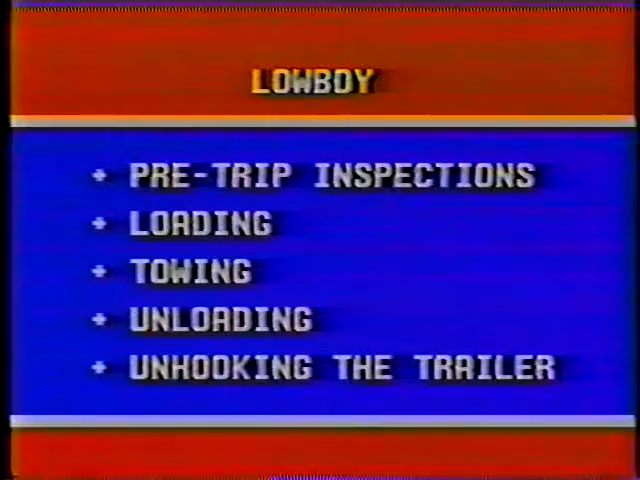 LOWBOY
+ PRE-TRIP INSPECTIONS
+ LOADING
+ TOWING
+ UNLOADING
+ UNHOOKING THE TRAILER